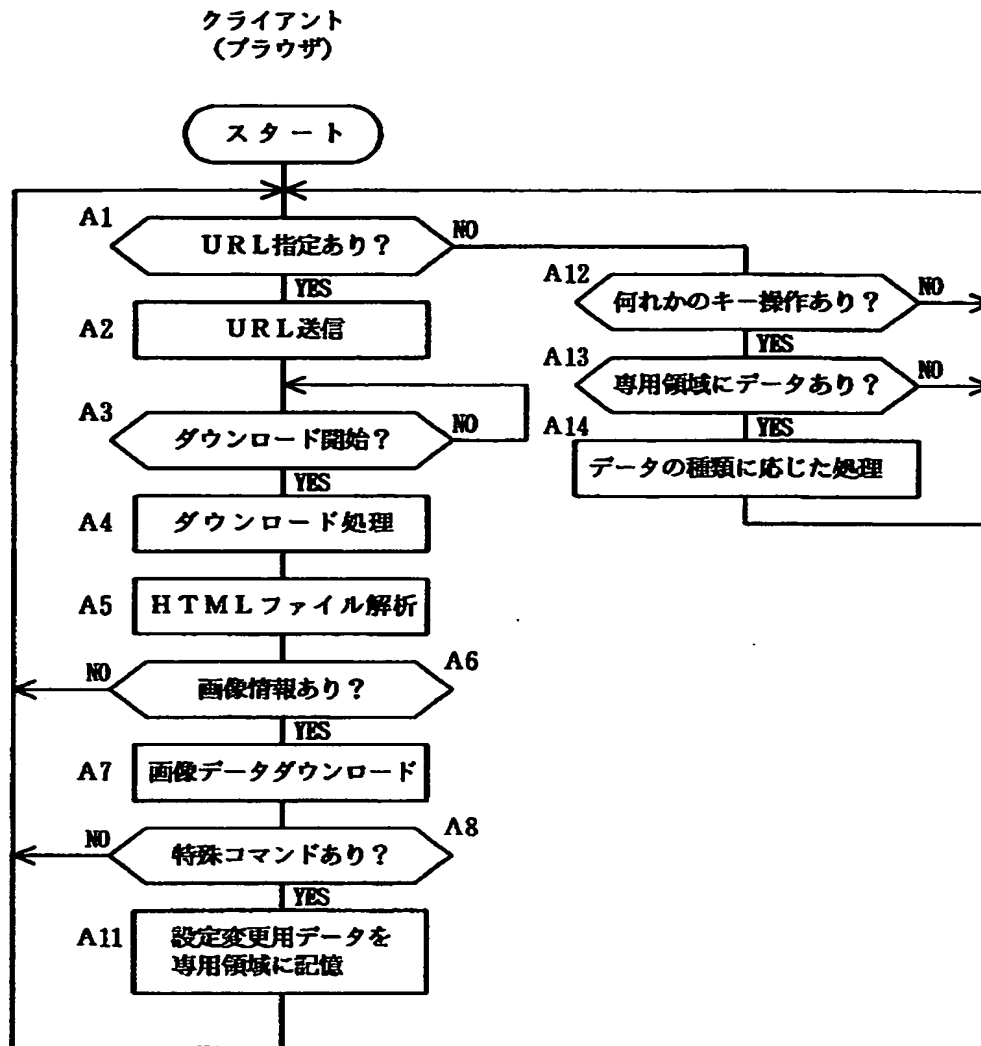 クライアント
(ブラウザ)
スタート
A1
URL指定あり?
NO
YES
A2
URL送信
A3
ダウンロード開始?
NO
YES
A4
ダウンロード処理
A5
HTMLファイル解析
A6
画像情報あり?
NO
YES
A7
画像データダウンロード
A8
特殊コマンドあり?
NO
YES
A11
設定変更用データを
専用領域に記憶
A12
何れかのキー操作あり?
NO
YES
A13
専用領域にデータあり?
NO
YES
A14
データの種類に応じた処理